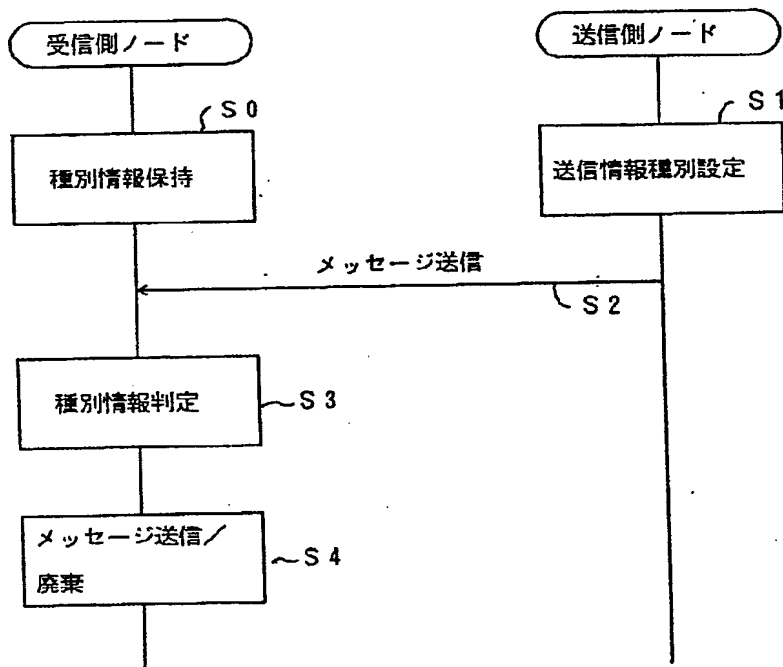 受信側ノード
送信側ノード
S0
S1
種別情報保持
送信情報種別設定
メッセージ送信
S2
種別情報判定
S3
メッセージ送信/
廃棄
S4